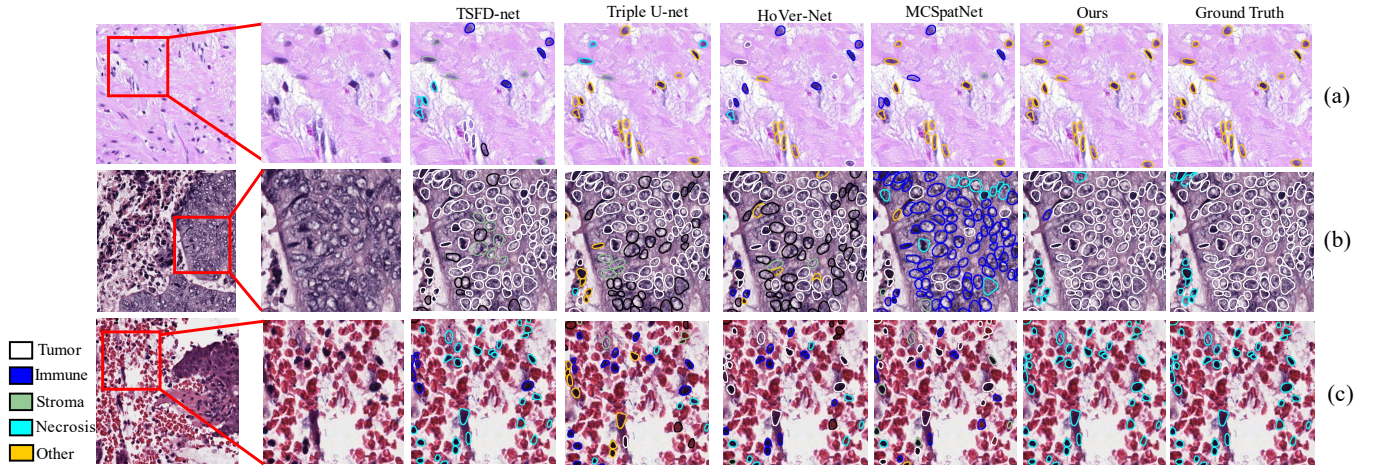 TSFD-net Triple U-net HoVer-Net MCSpatNet Ours Ground Truth
(a)
(b)
Tumor
Immune
Stroma
Necrosis
Other
(c)